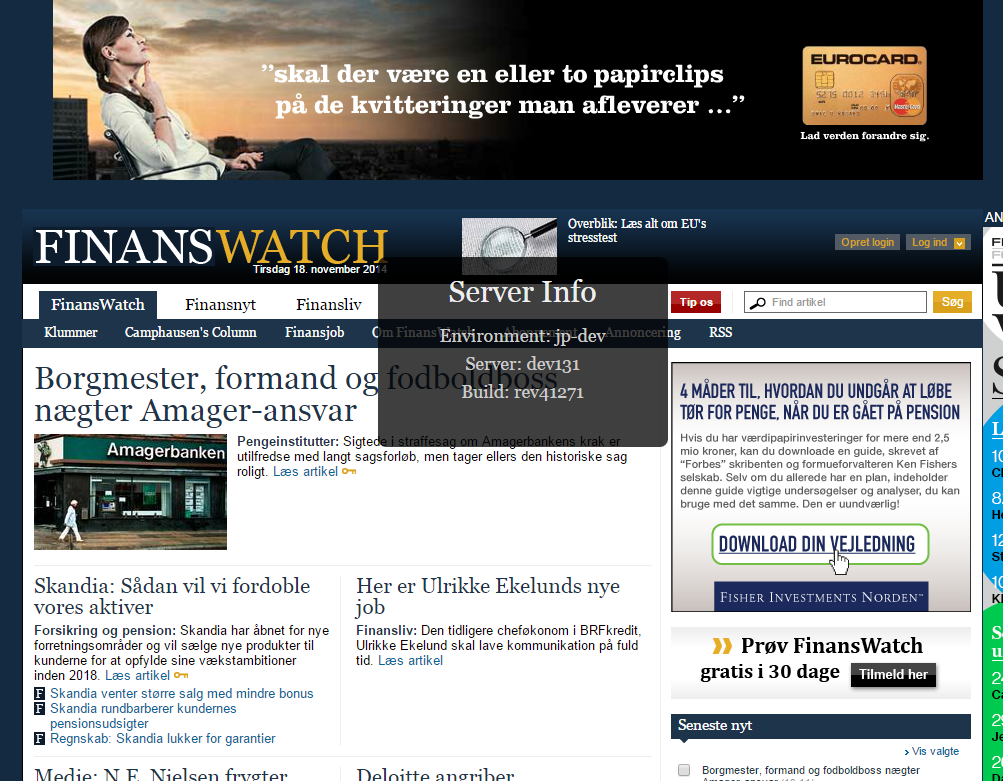 ”skal der være en eller to papirclips
på de kvitteringer man afleverer ...”
EUROCARD
MasterCard
Lad verden forandre sig.
FINANSWATCH
Tirsdag 18. november 2014
Overblik: Læs alt om EU's
stresstest
Opret login
Log ind
FinansWatch
Finansnyt
Finansliv
Tip os
Find artikel
Søg
Klummer
Camphausen's Column
Finansjob
Om FinansWatch
Abonnement
Annoncering
RSS
Server Info
Environment: jp-dev
Server: dev131
Build: rev41271
Borgmester, formand og fodboldboss
nægter Amager-ansvar
Amagerbanken
Pengeinstitutter: Sigtede i straffesag om Amagerbankens krak er
utilfredse med langt sagsforløb, men tager ellers den historiske sag
roligt. Læs artikel
4 MÅDER TIL, HVORDAN DU UNDGÅR AT LØBE
TØR FOR PENGE, NÅR DU ER GÅET PÅ PENSION
Hvis du har værdipapirinvesteringer for mere end 2,5
mio kroner, kan du downloade en guide, skrevet af
“Forbes” skribenten og formueforvalteren Ken Fishers
selskab. Selv om du allerede har en plan, indeholder
denne guide vigtige undersøgelser og analyser, du kan
bruge med det samme. Den er uundværlig!
DOWNLOAD DIN VEJLEDNING
FISHER INVESTMENTS NORDEN™
Skandia: Sådan vil vi fordoble
vores aktiver
Forsikring og pension: Skandia har åbnet for nye
forretningsområder og vil sælge nye produkter til
kunderne for at opfylde sine vækstambitioner
inden 2018. Læs artikel
F Skandia venter større salg med mindre bonus
F Skandia rundbarberer kundernes
pensionsudsigter
F Regnskab: Skandia lukker for garantier
Her er Ulrikke Ekelunds nye
job
Finansliv: Den tidligere cheføkonom i BRFkredit,
Ulrikke Ekelund skal lave kommunikation på fuld
tid. Læs artikel
Prøv FinansWatch
gratis i 30 dage
Tilmeld her
Seneste nyt
› Vis valgte
Borgmester, formand og fodboldboss nægter
Medie: N.E. Nielsen frygter
Deloitte angriber
AN